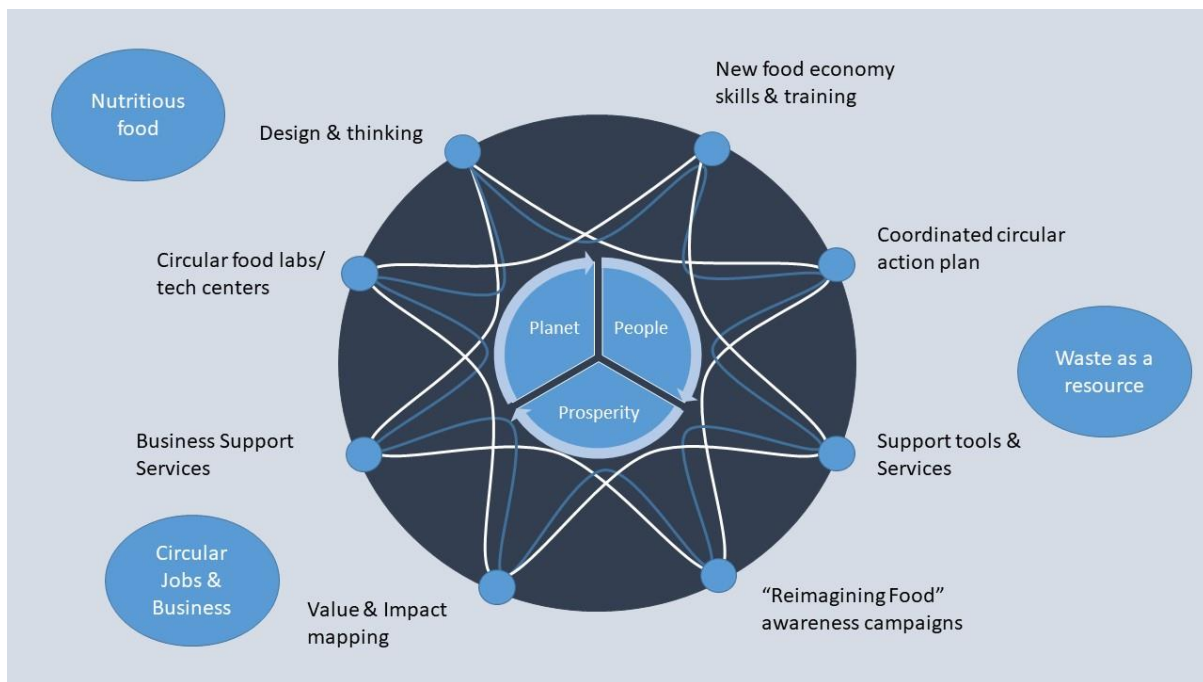 Nutritious
food
Design & thinking
New food economy
skills & training
Circular food labs/
tech centers
Coordinated circular
action plan
Planet
People
Prosperity
Waste as a
resource
Business Support
Services
Support tools &
Services
Circular
Jobs &
Business
Value & Impact
mapping
“Reimagining Food”
awareness campaigns